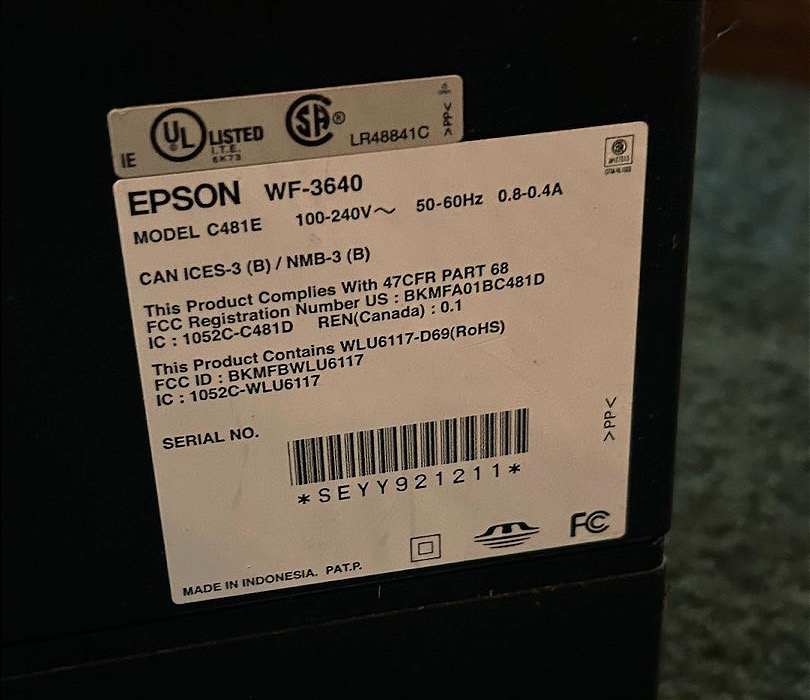 UL LISTED
I.T.E.
6K73
SA ®
LR48841C
IE
>PP<
EPSON WF-3640
MODEL C481E 100-240V～ 50-60Hz 0.8-0.4A
CAN ICES-3 (B) / NMB-3 (B)
This Product Complies With 47CFR PART 68
FCC Registration Number US : BKMFA01BC481D
IC : 1052C-C481D REN(Canada) : 0.1
This Product Contains WLU6117-D69(RoHS)
FCC ID : BKMFBWLU6117
IC : 1052C-WLU6117
SERIAL NO.
*SEYY921211*
>PP<
FC
MADE IN INDONESIA. PAT.P.